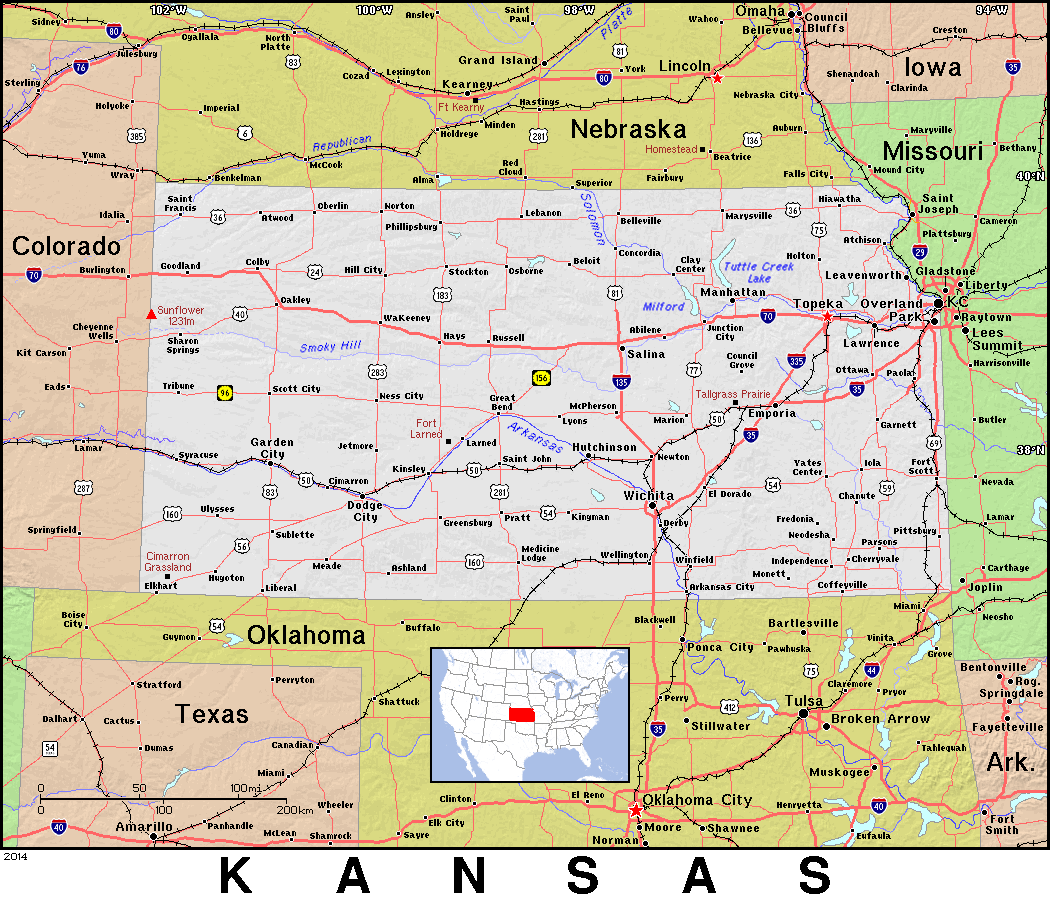 102°W
100°W
98°W
94°W
Sidney
80
Ogallala
North
Platte
Ansley
Saint
Paul
Platte
81
Wahoo
Omaha
Council
Bluffs
Bellevue
Creston
Julesburg
76
83
Cozad
Lexington
Grand Island
York
80
Lincoln
Iowa
35
Sterling
Kearney
Ft Kearny
Hastings
Shenandoah
Clarinda
Nebraska City
Holyoke
Imperial
385
6
Republican
Minden
Holdrege
281
Nebraska
136
Auburn
Maryville
Missouri
Bethany
Homestead
Beatrice
Yuma
Wray
McCook
Benkelman
Alma
Red
Cloud
Superior
Fairbury
Falls City
Mound City
40°N
Saint
Francis
36
Atwood
Oberlin
Norton
Phillipsburg
Lebanon
Solomon
Belleville
Marysville
36
Hiawatha
Saint
Joseph
Idalia
Cameron
75
Plattsburg
Colorado
Atchison
29
70
Burlington
Goodland
Colby
24
Hill City
Stockton
Osborne
Beloit
Concordia
Clay
Center
Tuttle Creek
Lake
Holton
Leavenworth
Gladstone
Liberty
Oakley
183
81
Manhattan
Milford
Topeka
Overland
Park
KC
Raytown
Sunflower
1231m
40
WaKeeney
Hays
Russell
Abilene
Junction
City
70
Lawrence
Lees
Summit
Cheyenne
Wells
Sharon
Springs
Smoky Hill
Salina
Council
Grove
335
Harrisonville
Kit Carson
Eads
283
77
Ottawa
Paola
Tribune
96
Scott City
Ness City
156
135
Tallgrass Prairie
35
Great
Bend
McPherson
Lyons
Marion
50
Emporia
Garnett
Butler
Fort
Larned
Larned
Arkansas
Hutchinson
35
69
38°N
Lamar
Syracuse
Garden
City
Jetmore
Kinsley
50
Saint John
Newton
Yates
Center
Iola
Fort
Scott
287
83
50
Cimarron
281
Wichita
El Dorado
54
59
Nevada
Chanute
Dodge
City
160
Ulysses
Greensburg
Pratt
54
Kingman
Derby
Fredonia
Lamar
Springfield
Sublette
Neodesha
Pittsburg
Parsons
56
Medicine
Lodge
Wellington
Winfield
Independence
Cherryvale
Cimarron
Grassland
Elkhart
Hugoton
Meade
Ashland
160
Monett
Carthage
Liberal
Arkansas City
Coffeyville
Joplin
Boise
City
54
Guymon
Oklahoma
Buffalo
Blackwell
Bartlesville
Miami
Neosho
Ponca City
Pawhuska
Vinita
Grove
Bentonville
Rog.
Springdale
Stratford
Perryton
75
44
Claremore
Pryor
Shattuck
Perry
412
Tulsa
Dalhart
Cactus
Texas
Stillwater
Broken Arrow
Fayetteville
54
Dumas
Canadian
35
Tahlequah
Ark.
Miami
Muskogee
0
50
100mi
0
100
200km
Wheeler
Clinton
El Reno
Oklahoma City
Henryetta
40
Fort
Smith
40
Amarillo
Panhandle
McLean
Shamrock
Elk City
Sayre
Moore
Norman
Shawnee
Eufaula
2014
KANSAS